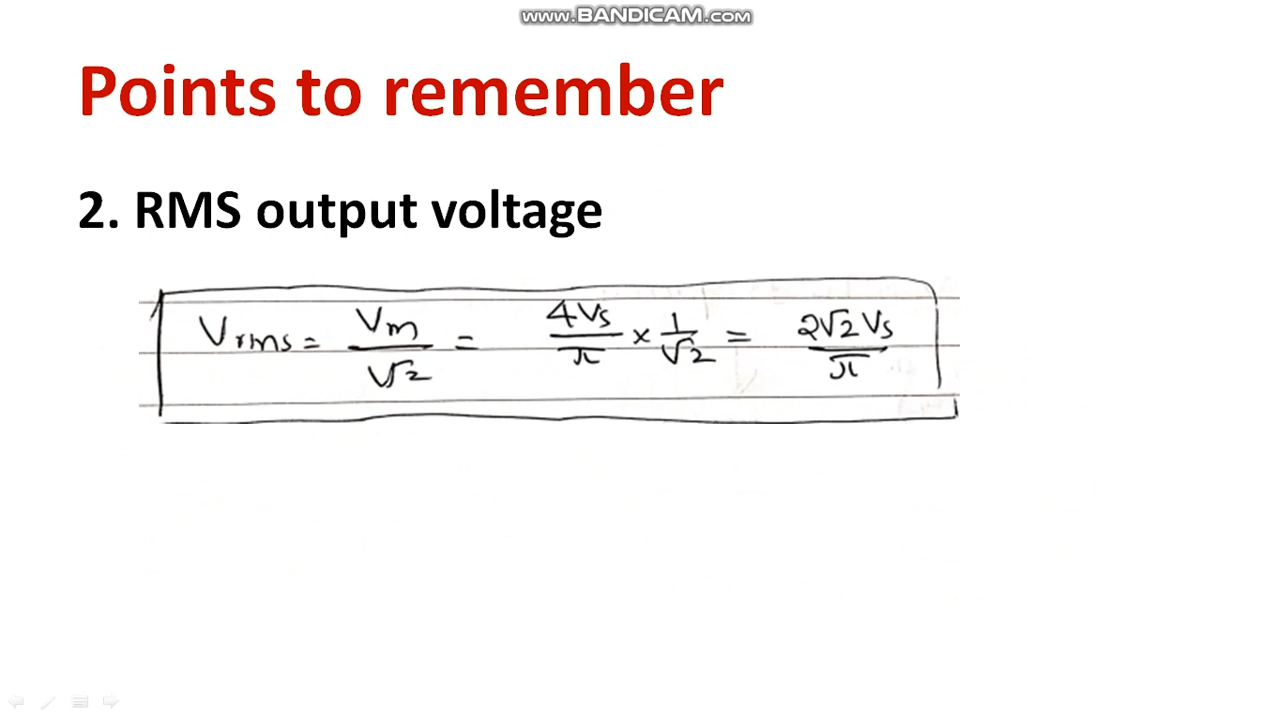 www.BANDICAM.com
Points to remember
2. RMS output voltage
Vrms = Vm/√2 = 4Vs/π × 1/√2 = 2√2 Vs/π